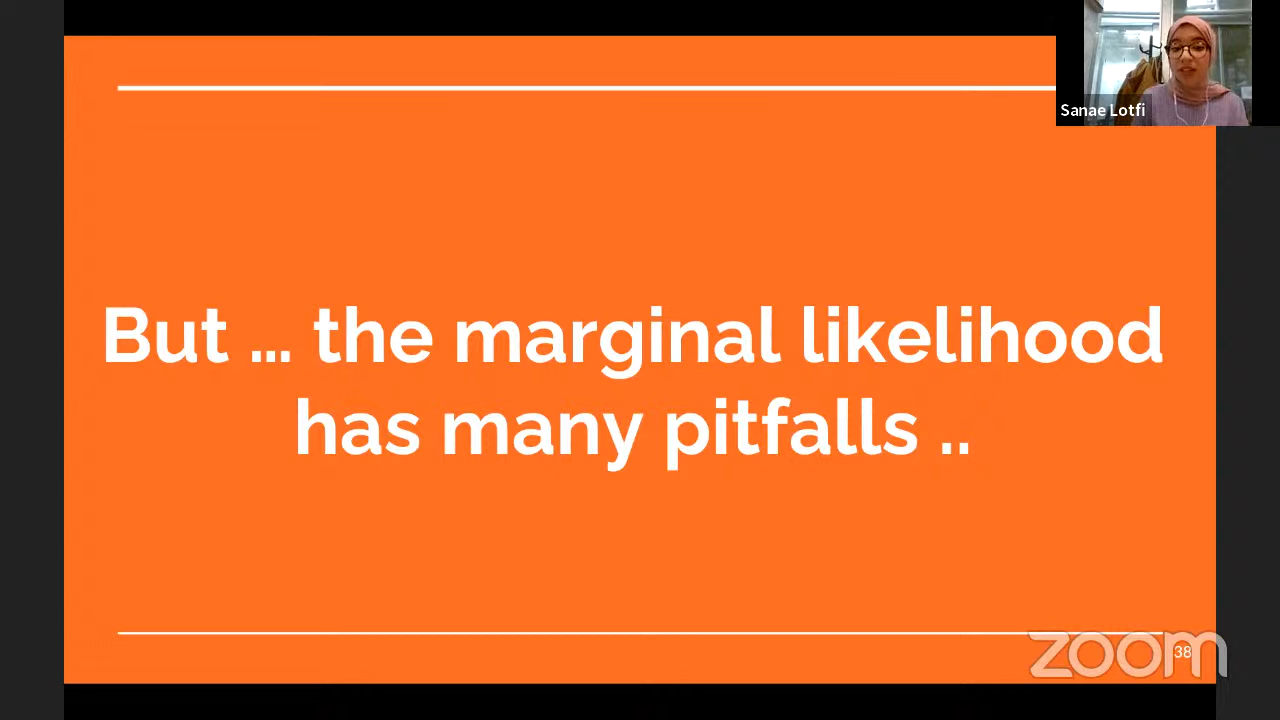 Sanae Lotfi
But ... the marginal likelihood
has many pitfalls ..
38
zoom